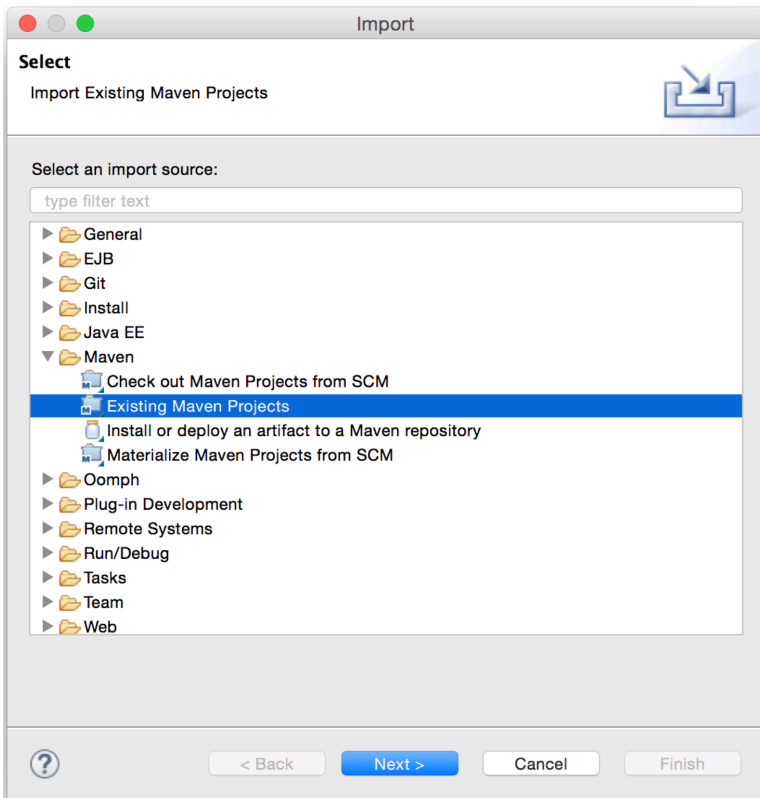 Import
Select
Import Existing Maven Projects
Select an import source:
type filter text
General
EJB
Git
Install
Java EE
Maven
Check out Maven Projects from SCM
Existing Maven Projects
Install or deploy an artifact to a Maven repository
Materialize Maven Projects from SCM
Oomph
Plug-in Development
Remote Systems
Run/Debug
Tasks
Team
Web
? < Back Next > Cancel Finish